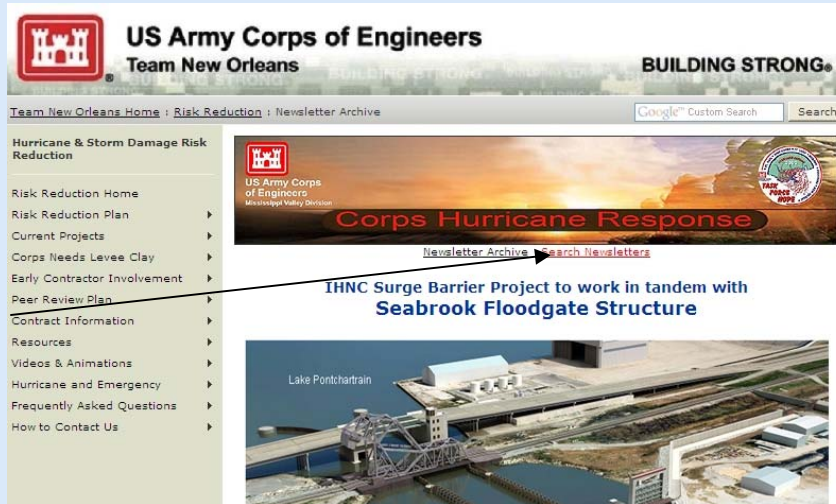 US Army Corps of Engineers
Team New Orleans
BUILDING STRONG®
Team New Orleans Home : Risk Reduction : Newsletter Archive
Google™ Custom Search
Search
Hurricane & Storm Damage Risk
Reduction
Risk Reduction Home
Risk Reduction Plan
Current Projects
Corps Needs Levee Clay
Early Contractor Involvement
Peer Review Plan
Contract Information
Resources
Videos & Animations
Hurricane and Emergency
Frequently Asked Questions
How to Contact Us
US Army Corps
of Engineers
Mississippi Valley Division
TASK
FORCE
HOPE
Corps Hurricane Response
Newsletter Archive Search Newsletters
IHNC Surge Barrier Project to work in tandem with
Seabrook Floodgate Structure
Lake Pontchartrain